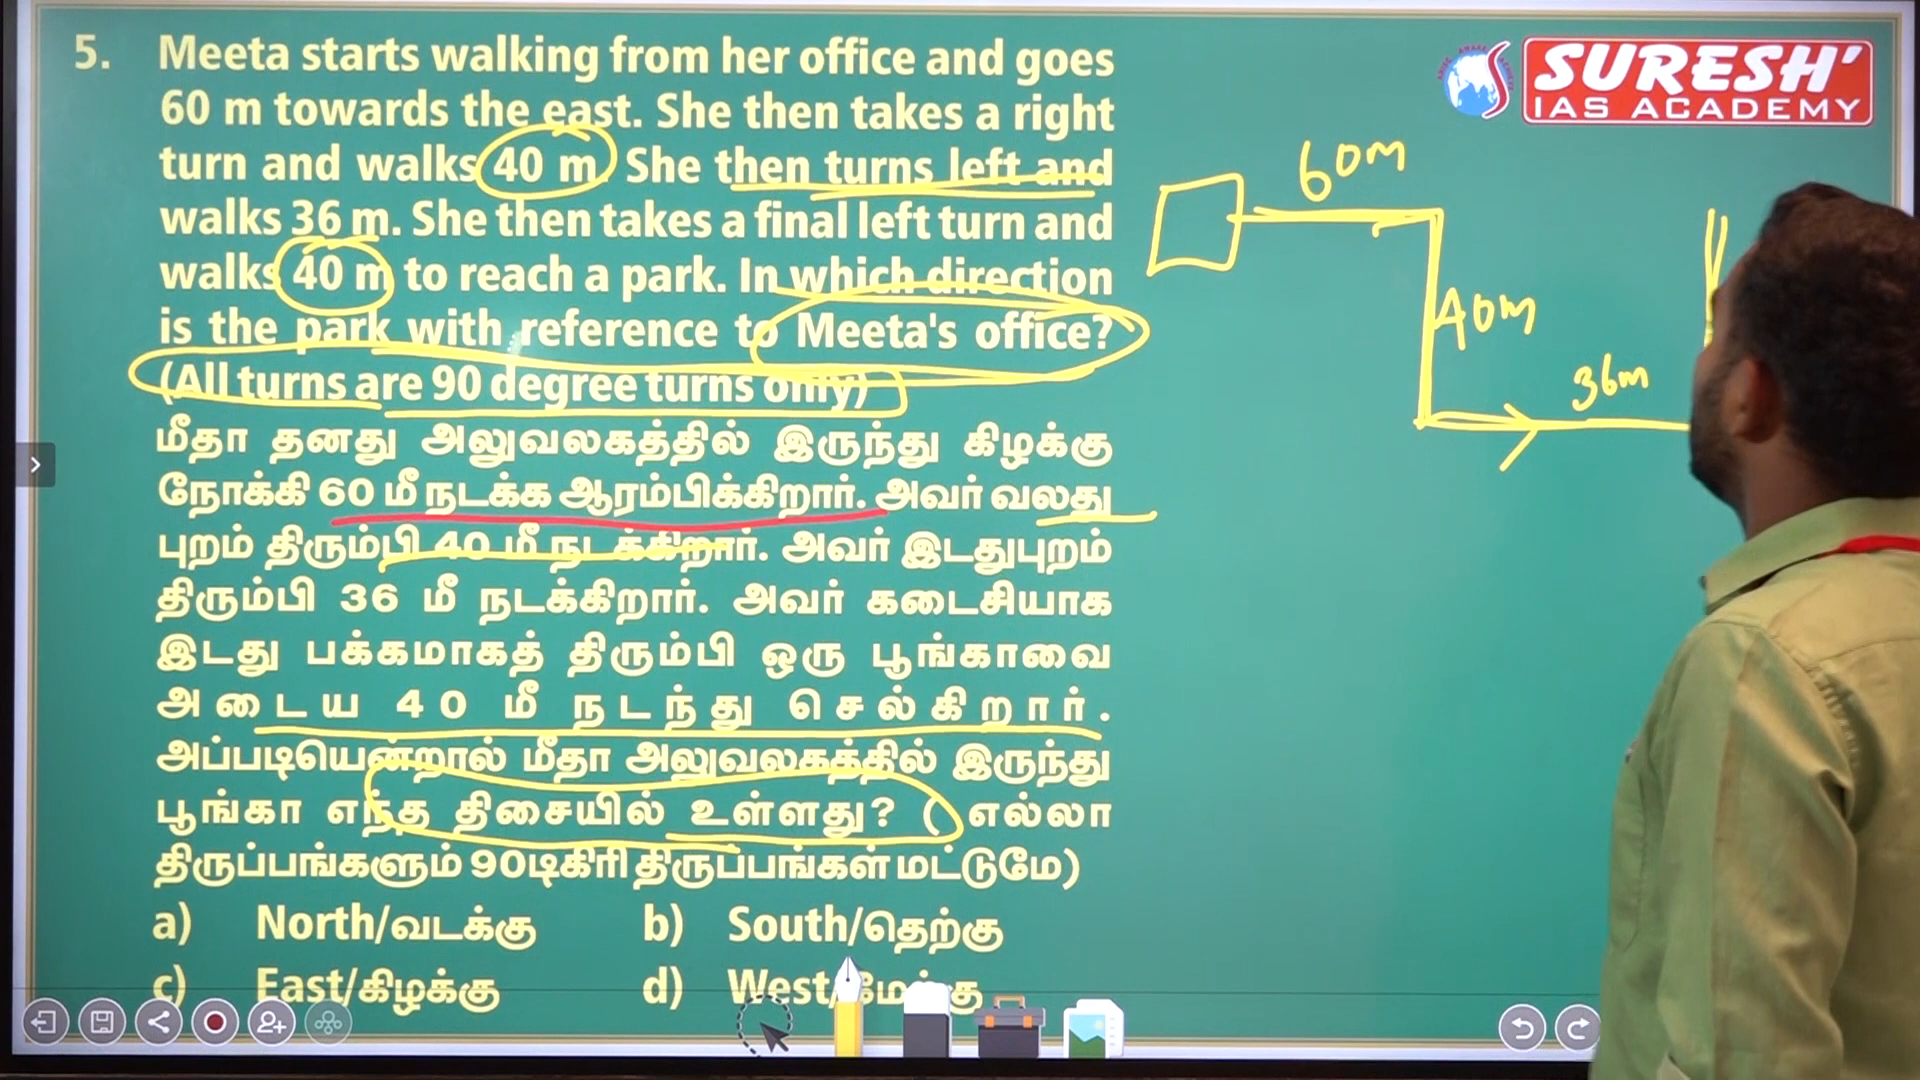 5. Meeta starts walking from her office and goes
60 m towards the east. She then takes a right
turn and walks 40 m. She then turns left and
walks 36 m. She then takes a final left turn and
walks 40 m to reach a park. In which direction
is the park with reference to Meeta's office?
(All turns are 90 degree turns only)
மீதா தனது அலுவலகத்தில் இருந்து கிழக்கு
நோக்கி 60 மீ நடக்க ஆரம்பிக்கிறார். அவர் வலது
புறம் திரும்பி 40 மீ நடக்கிறார். அவர் இடதுபுறம்
திரும்பி 36 மீ நடக்கிறார். அவர் கடைசியாக
இடது பக்கமாகத் திரும்பி ஒரு பூங்காவை
அடைய 40 மீ நடந்து செல்கிறார்.
அப்படியென்றால் மீதா அலுவலகத்தில் இருந்து
பூங்கா எந்த திசையில் உள்ளது? ( எல்லா
திருப்பங்களும் 90டிகிரி திருப்பங்கள் மட்டுமே)
a) North/வடக்கு b) South/தெற்கு
c) East/கிழக்கு d) West/மேற்கு
SURESH'
IAS ACADEMY
60m
40m
36m